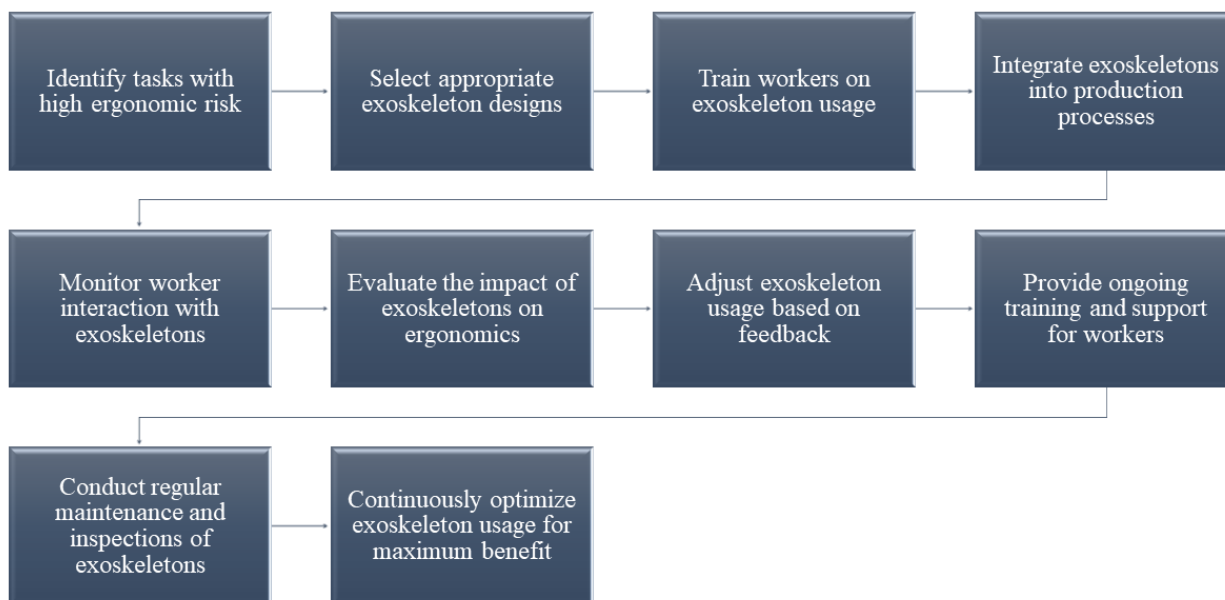 Identify tasks with
high ergonomic risk
Select appropriate
exoskeleton designs
Train workers on
exoskeleton usage
Integrate exoskeletons
into production
processes
Monitor worker
interaction with
exoskeletons
Evaluate the impact of
exoskeletons on
ergonomics
Adjust exoskeleton
usage based on
feedback
Provide ongoing
training and support
for workers
Conduct regular
maintenance and
inspections of
exoskeletons
Continuously optimize
exoskeleton usage for
maximum benefit